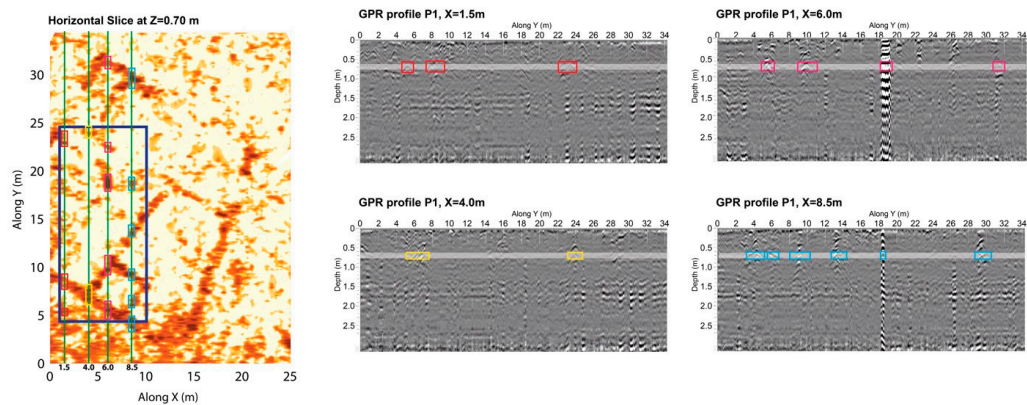 Horizontal Slice at Z=0.70 m
Along Y (m)
30
25
20
15
10
5
0
1.5 4.0 6.0 8.5
0 5 10 15 20 25
Along X (m)
GPR profile P1, X=1.5m
Along Y (m)
0 2 4 6 8 10 12 14 16 18 20 22 24 26 28 30 32 34
Depth (m)
0
0.5
1.0
1.5
2.0
2.5
GPR profile P1, X=6.0m
Along Y (m)
0 2 4 6 8 10 12 14 16 18 20 22 24 26 28 30 32 34
Depth (m)
0
0.5
1.0
1.5
2.0
2.5
GPR profile P1, X=4.0m
Along Y (m)
0 2 4 6 8 10 12 14 16 18 20 22 24 26 28 30 32 34
Depth (m)
0
0.5
1.0
1.5
2.0
2.5
GPR profile P1, X=8.5m
Along Y (m)
0 2 4 6 8 10 12 14 16 18 20 22 24 26 28 30 32 34
Depth (m)
0
0.5
1.0
1.5
2.0
2.5